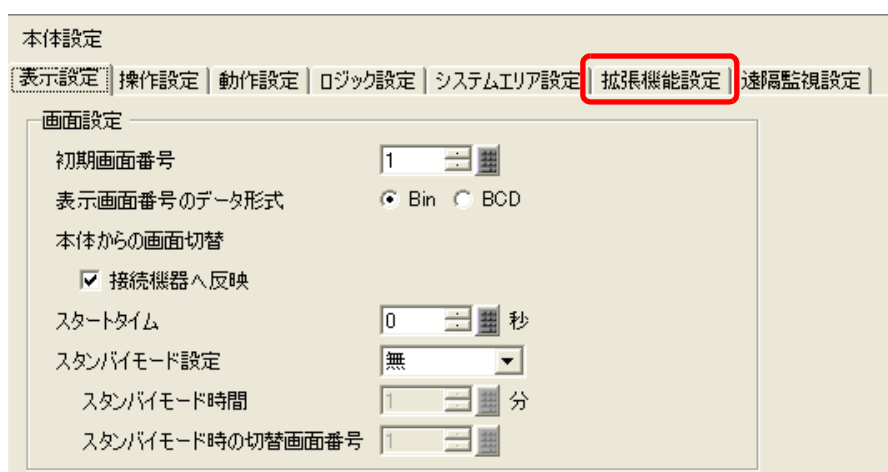 本体設定
表示設定 操作設定 動作設定 ロジック設定 システムエリア設定 拡張機能設定 遠隔監視設定
画面設定
初期画面番号 1
表示画面番号のデータ形式 Bin BCD
本体からの画面切替
接続機器へ反映
スタートタイム 0 秒
スタンバイモード設定 無
スタンバイモード時間 1 分
スタンバイモード時の切替画面番号 1